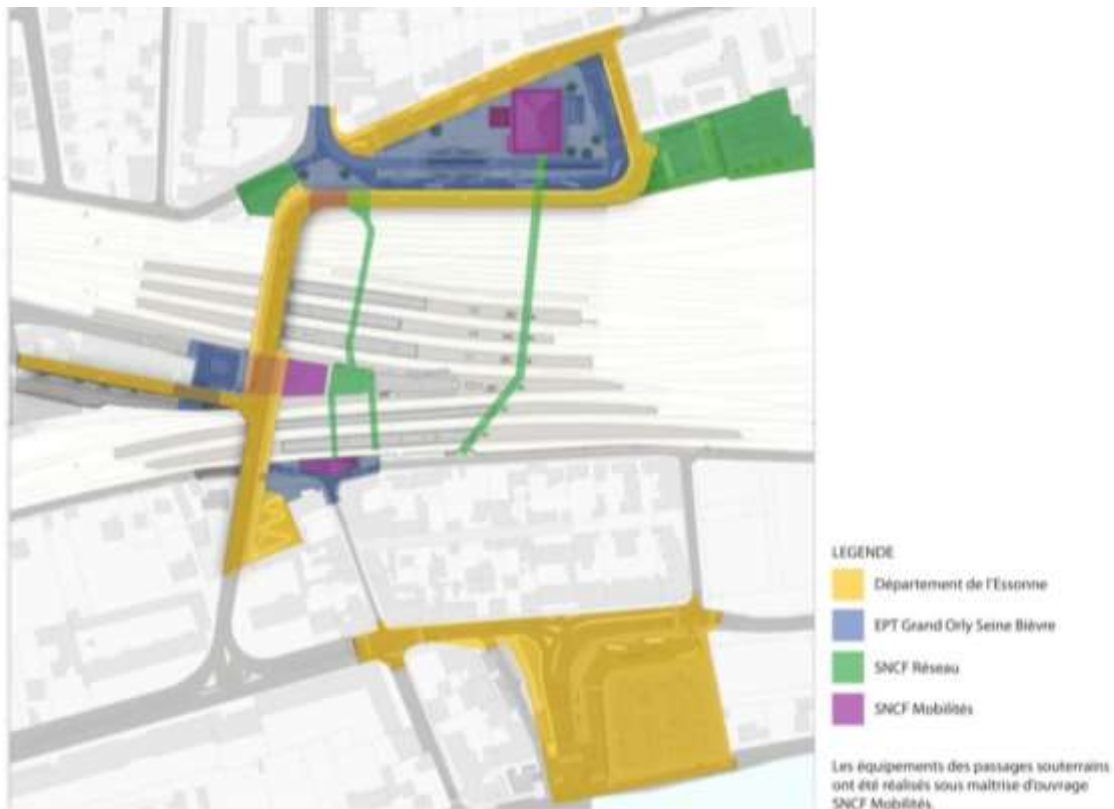 LEGENDE
Département de l'Essonne
EPT Grand Orly Seine Bièvre
SNCF Réseau
SNCF Mobilités
Les équipements des passages souterrains
ont été réalisés sous maîtrise d'ouvrage
SNCF Mobilités.